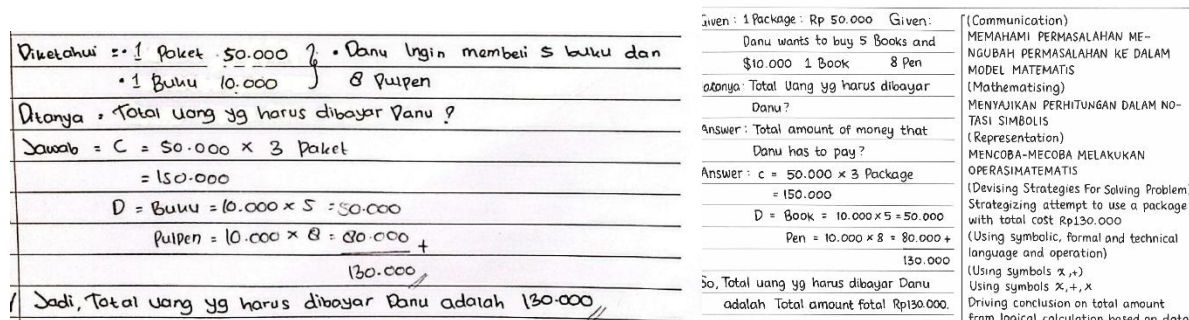 Diketahui = • 1 Paket 50.000 } • Danu Ingin membeli 5 buku dan
• 1 Buku 10.000 8 Pulpen
Ditanya = Total uang yg harus dibayar Danu ?
Jawab = C = 50.000 × 3 Paket
= 150.000
D = Buku = 10.000 × 5 = 50.000
Pulpen = 10.000 × 8 = 80.000 +
130.000
Jadi, Total uang yg harus dibayar Danu adalah 130.000
Given : 1 Package : Rp 50.000 Given:
Danu wants to buy 5 Books and
$10.000 1 Book 8 Pen
atanya: Total Uang yg harus dibayar
Danu?
Answer : Total amount of money that
Danu has to pay?
Answer : c = 50.000 × 3 Package
= 150.000
D = Book = 10.000 × 5 = 50.000
Pen = 10.000 × 8 = 80.000 +
130.000
So, Total uang yg harus dibayar Danu
adalah Total amount fotal Rp130.000.
(Communication)
MEMAHAMI PERMASALAHAN ME-
NGUBAH PERMASALAHAN KE DALAM
MODEL MATEMATIS
(Mathematising)
MENYAJIKAN PERHITUNGAN DALAM NO-
TASI SIMBOLIS
(Representation)
MENCOBA-MECOBA MELAKUKAN
OPERASIMATEMATIS
(Devising Strategies For Solving Problem
Strategizing attempt to use a package
with total cost Rp130.000
(Using symbolic, formal and technical
language and operation)
(Using symbols x,+)
Using symbols x,+,x
Driving conclusion on total amount
from logical calculation based on data